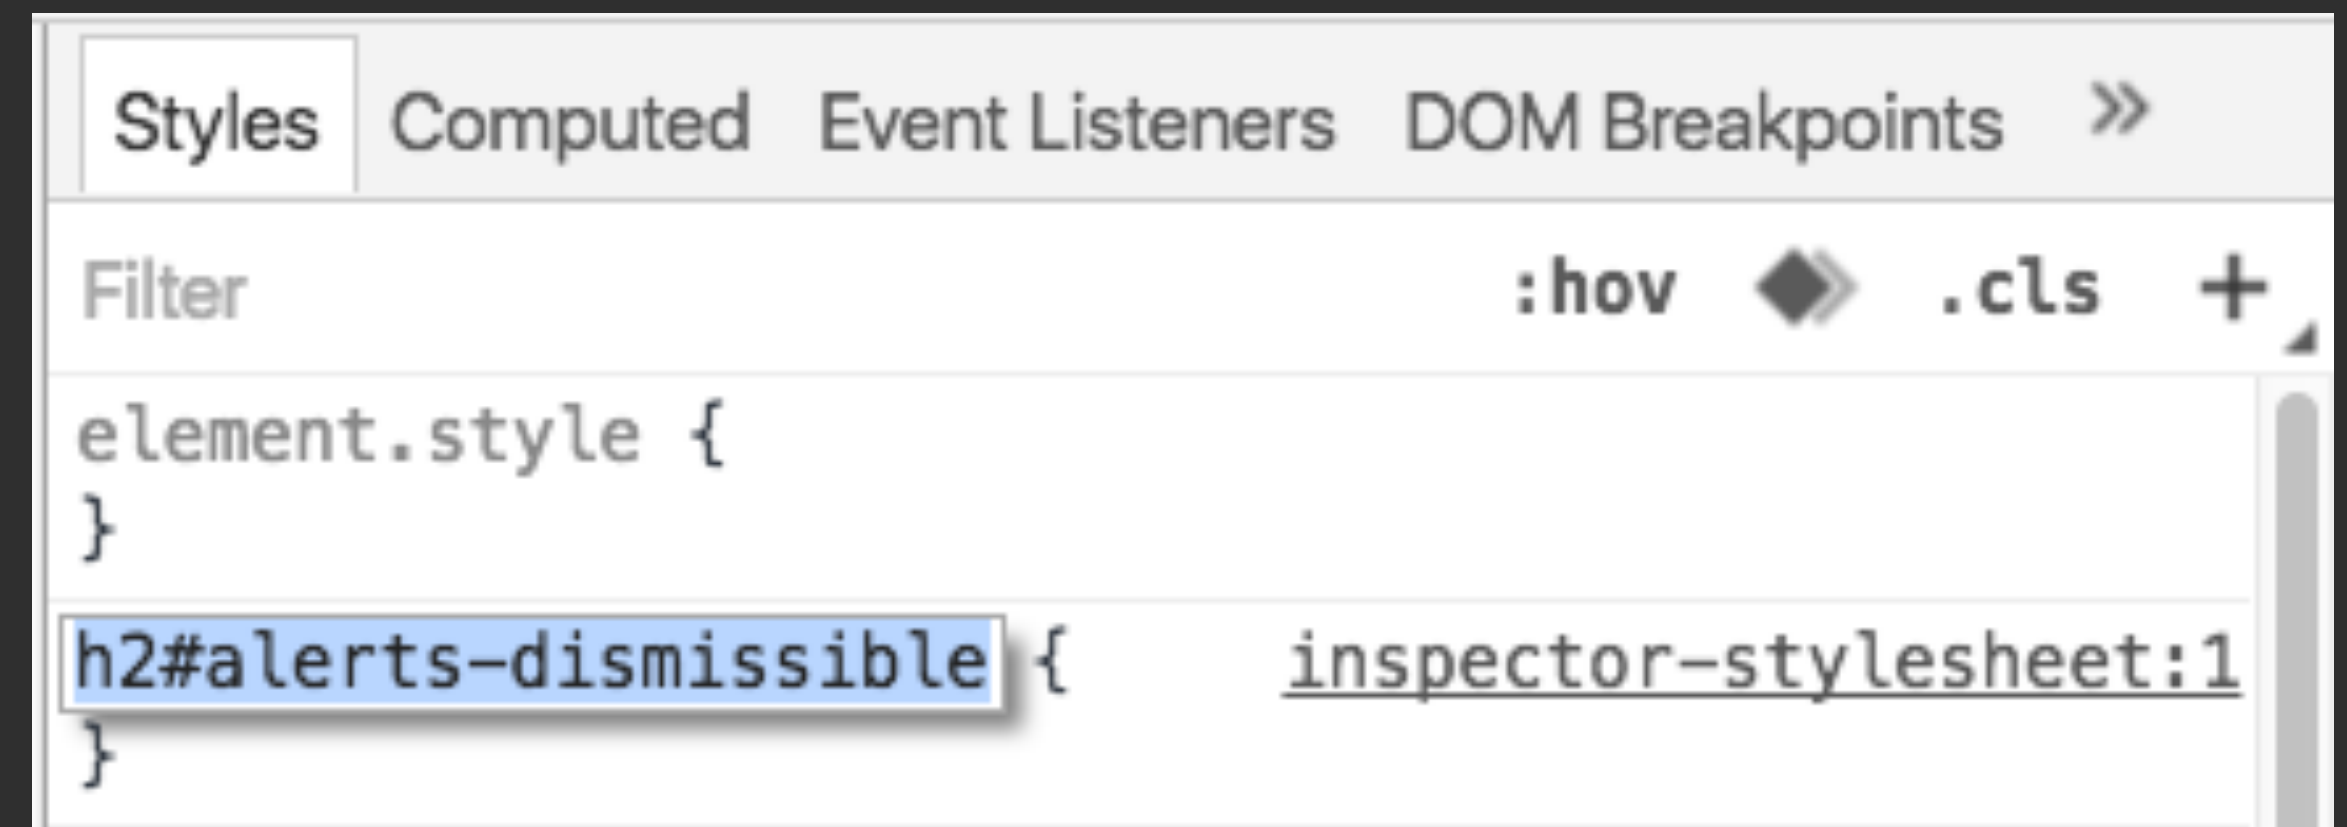 Styles Computed Event Listeners DOM Breakpoints »
Filter :hov .cls +
element.style {
}
h2#alerts-dismissible { inspector-stylesheet:1
}